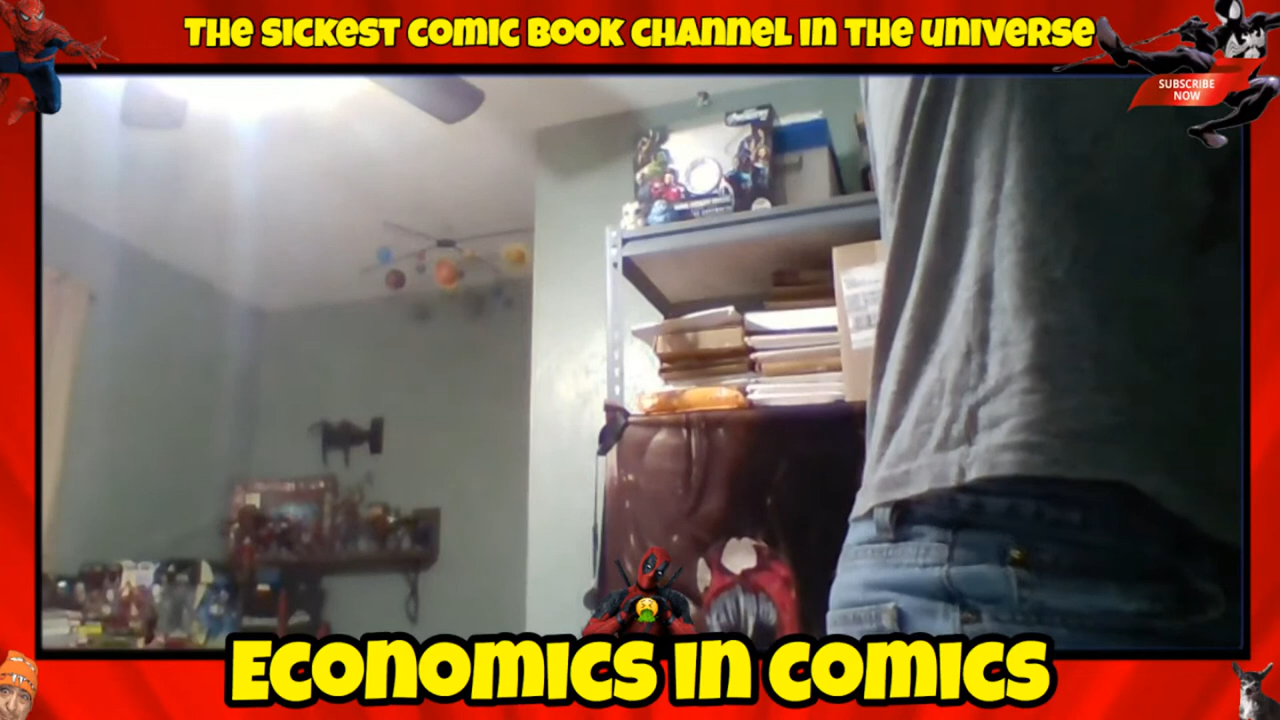 THE SICKEST COMIC BOOK CHANNEL IN THE UNIVERSE
SUBSCRIBE
NOW
ECONOMICS IN COMICS